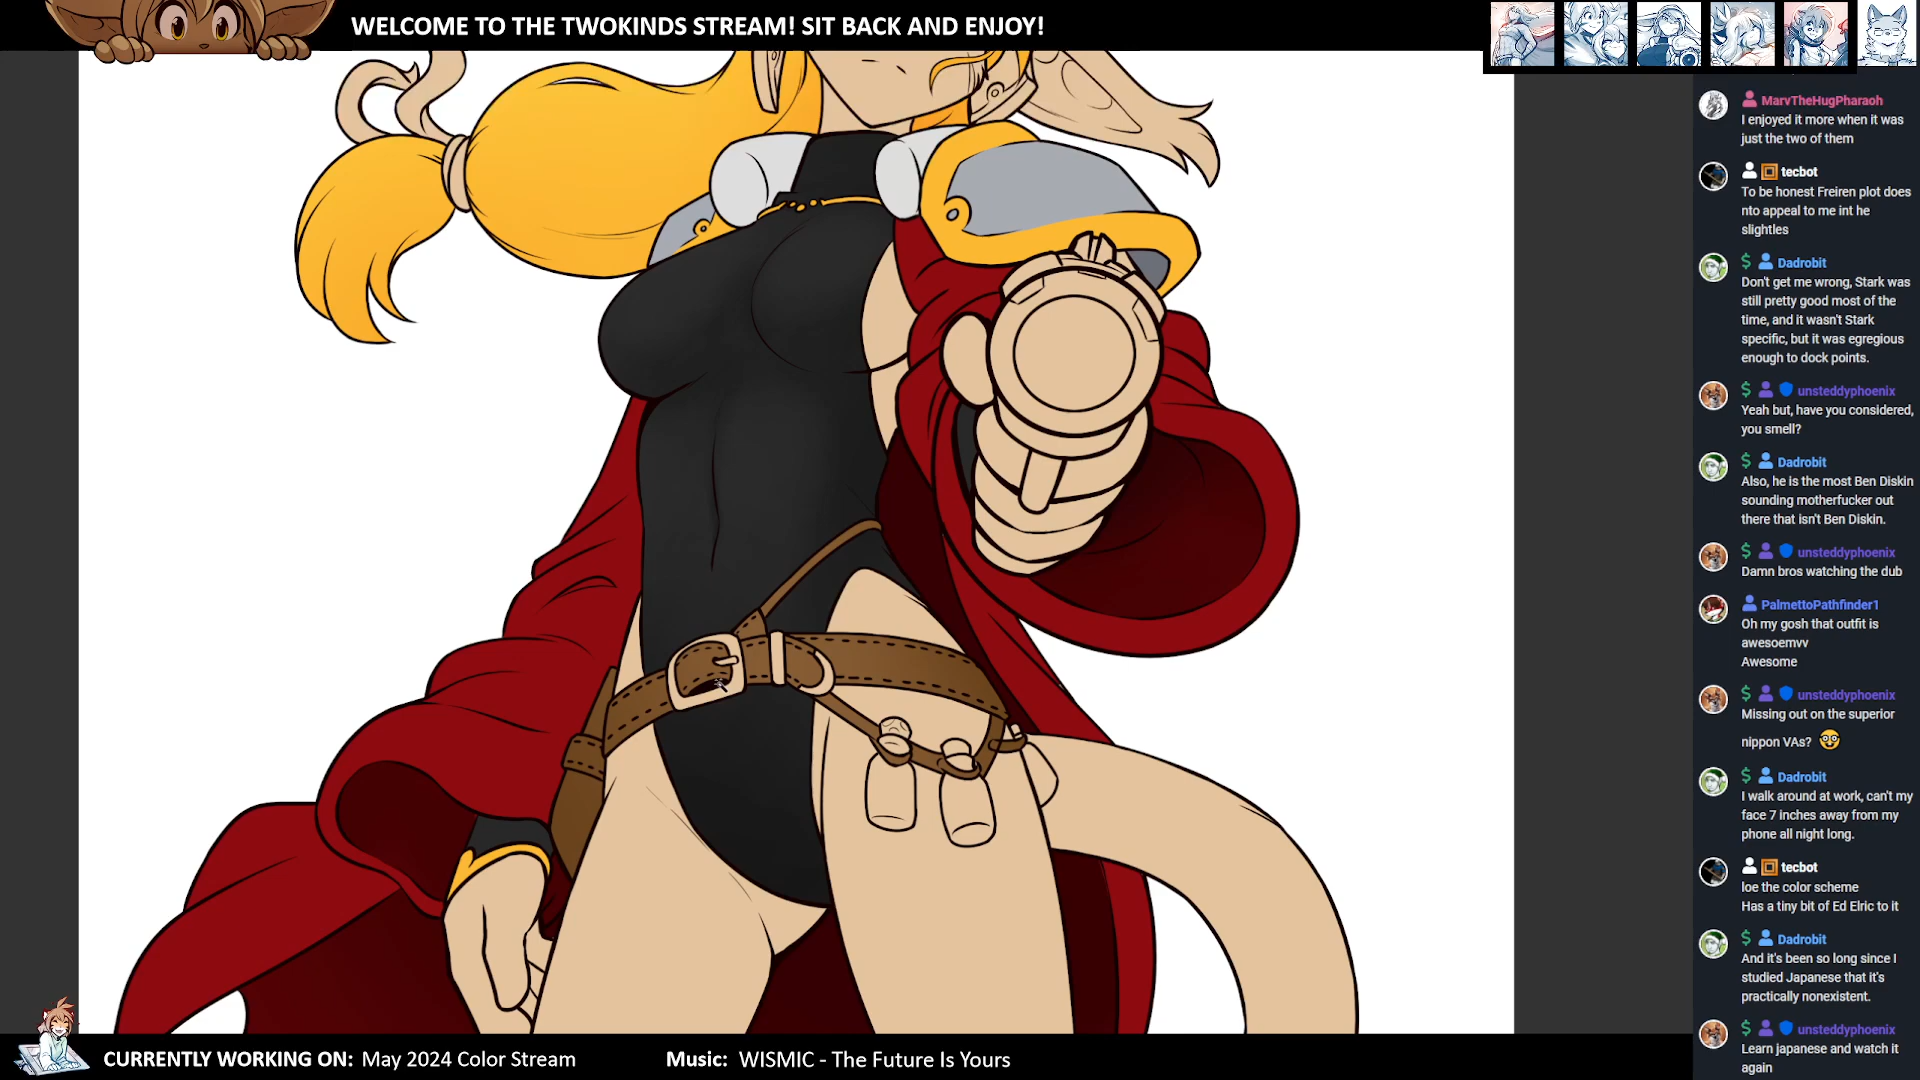 WELCOME TO THE TWOKINDS STREAM! SIT BACK AND ENJOY!
MarvTheHugPharaoh
I enjoyed it more when it was
just the two of them
tecbot
To be honest Freiren plot does
nto appeal to me int he
slightles
Dadrobit
Don't get me wrong, Stark was
still pretty good most of the
time, and it wasn't Stark
specific, but it was egregious
enough to dock points.
unsteddyphoenix
Yeah but, have you considered,
you smell?
Dadrobit
Also, he is the most Ben Diskin
sounding motherfucker out
there that isn't Ben Diskin.
unsteddyphoenix
Damn bros watching the dub
PalmettoPathfinder1
Oh my gosh that outfit is
awesoemvv
Awesome
unsteddyphoenix
Missing out on the superior
nippon VAs?
Dadrobit
I walk around at work, can't my
face 7 inches away from my
phone all night long.
tecbot
loe the color scheme
Has a tiny bit of Ed Elric to it
Dadrobit
And it's been so long since I
studied Japanese that it's
practically nonexistent.
unsteddyphoenix
Learn japanese and watch it
again
CURRENTLY WORKING ON: May 2024 Color Stream
Music: WISMIC - The Future Is Yours